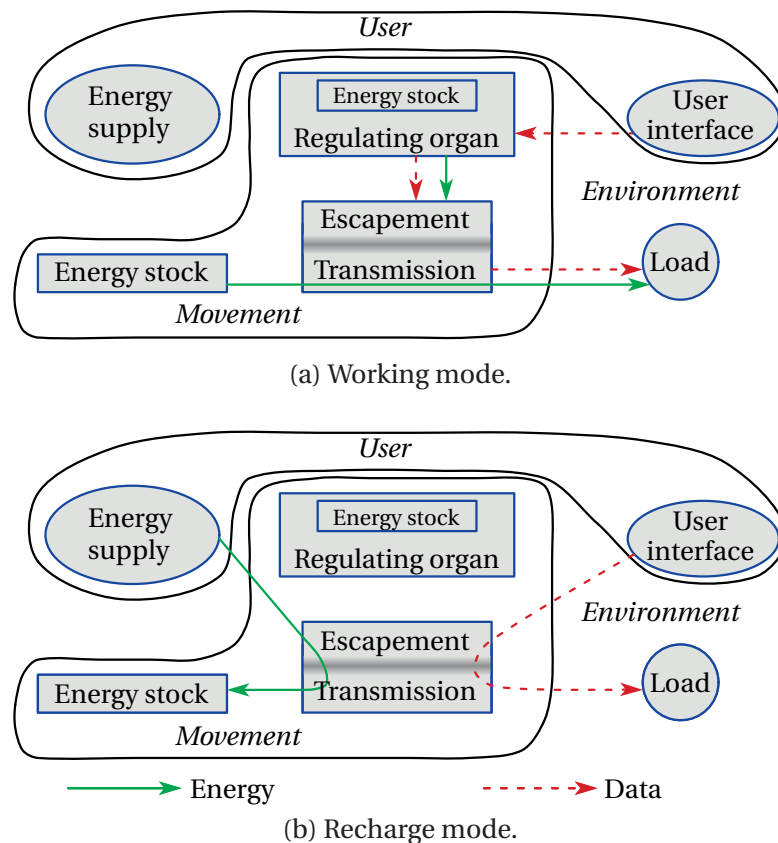 User
Energy
supply
Energy stock
Regulating organ
User
interface
Environment
Escapement
Transmission
Energy stock
Load
Movement
(a) Working mode.
User
Energy
supply
Energy stock
Regulating organ
User
interface
Environment
Escapement
Transmission
Energy stock
Load
Movement
Energy
Data
(b) Recharge mode.